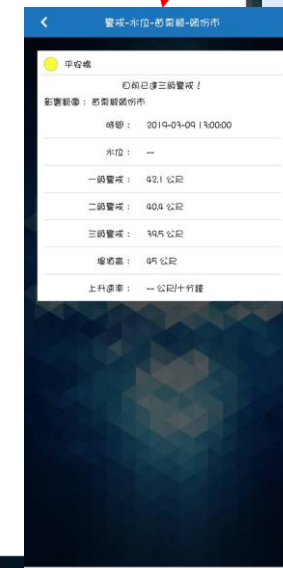 警戒-水位-苗栗縣-頭份市
平安橋
目前已達三級警戒！
影響範圍： 苗栗縣頭份市
時間： 2019-07-09 17:00:00
水位： --
一級警戒： 42.1 公尺
二級警戒： 40.4 公尺
三級警戒： 39.5 公尺
堤頂高： 45 公尺
上升速率： -- 公尺/十分鐘